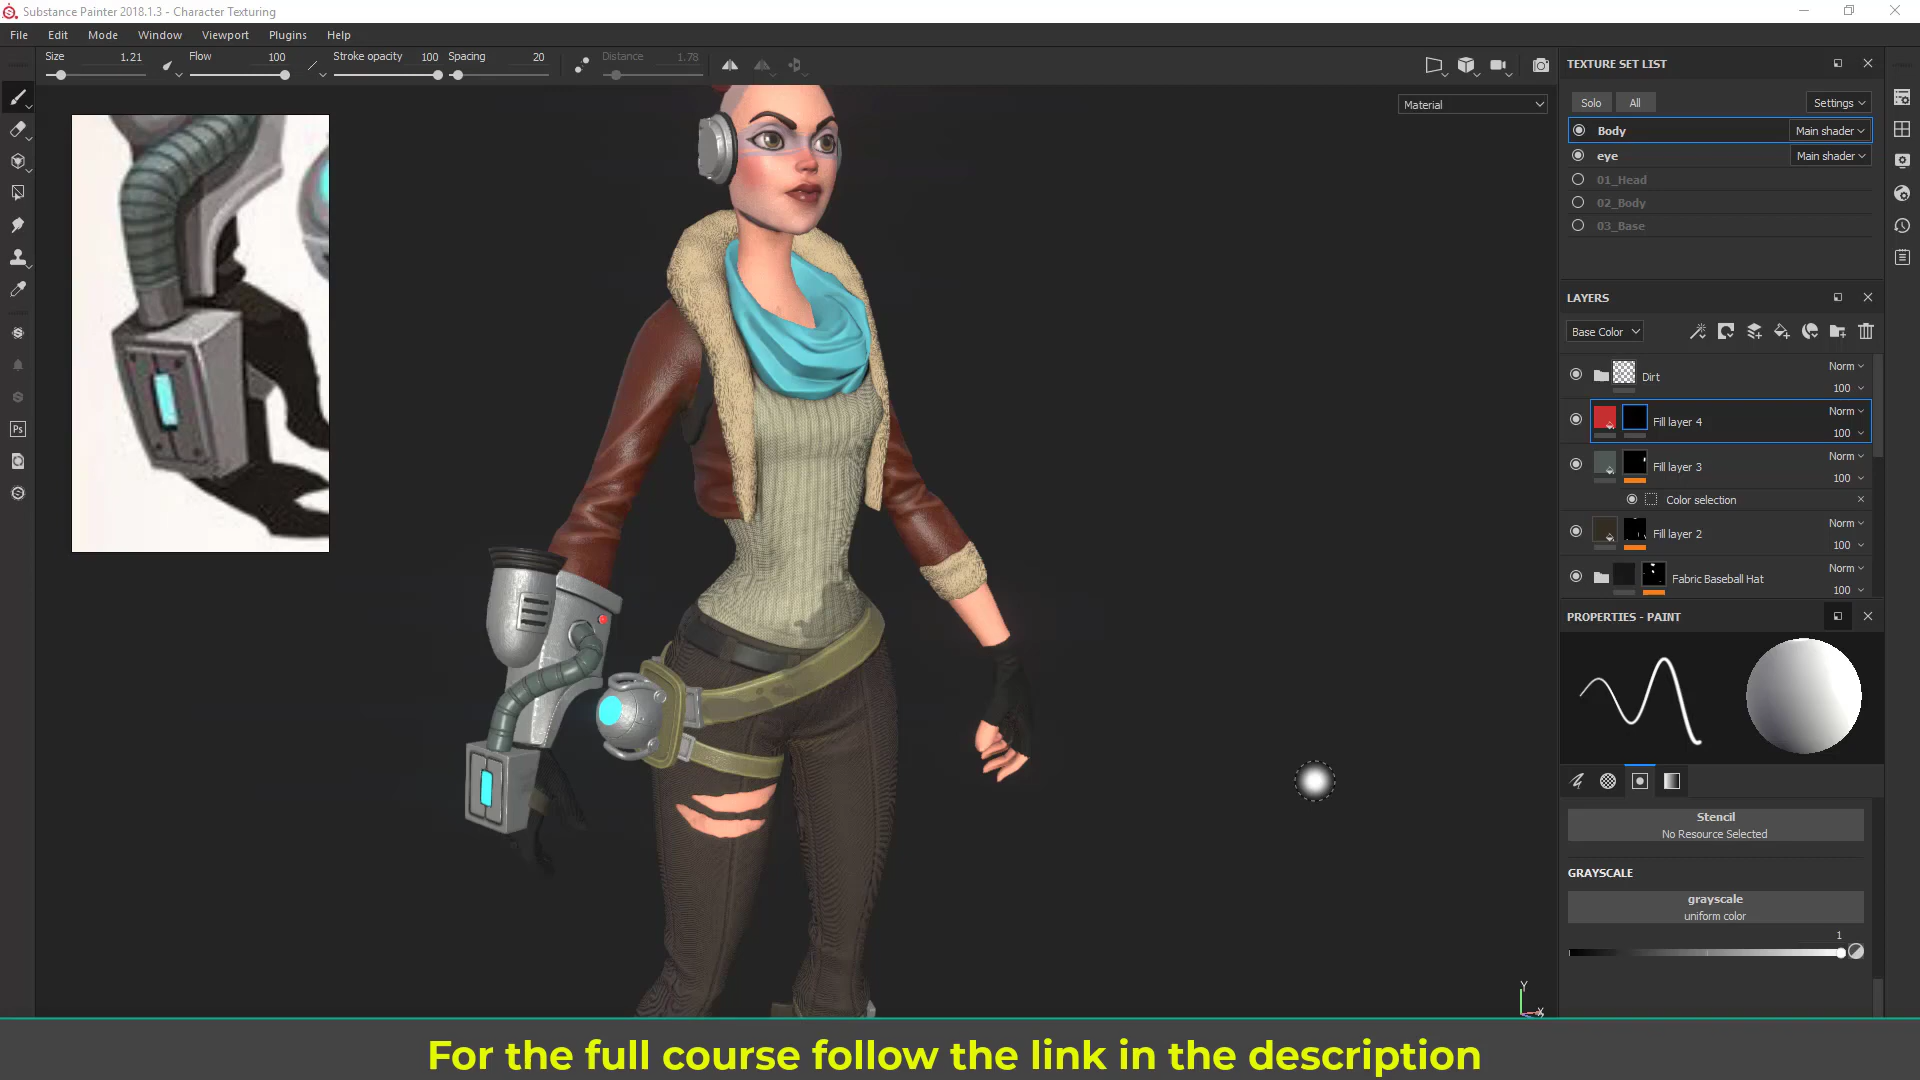 Substance Painter 2018.1.3 - Character Texturing
File Edit Mode Window Viewport Plugins Help
Size 1.21 Flow 100 Stroke opacity 100 Spacing 20 Distance 1.78
Material
TEXTURE SET LIST
Solo All Settings
Body Main shader
eye Main shader
01_Head
02_Body
03_Base
LAYERS
Base Color
Dirt Norm 100
Fill layer 4 Norm 100
Fill layer 3 Norm 100
Color selection
Fill layer 2 Norm 100
Fabric Baseball Hat Norm 100
PROPERTIES - PAINT
Stencil
No Resource Selected
GRAYSCALE
grayscale
uniform color
1
Ps
Y
X
For the full course follow the link in the description